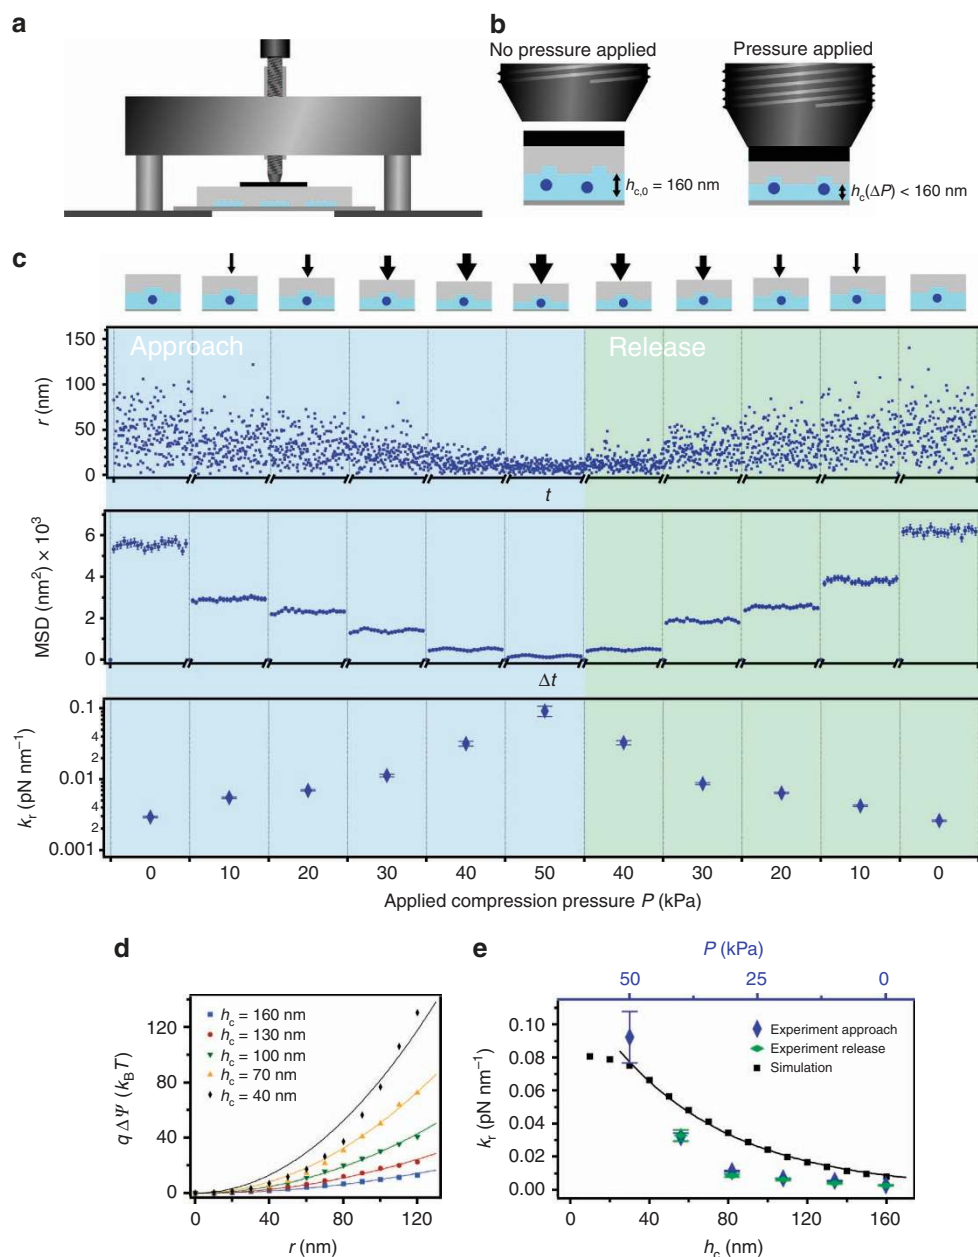 a
b
No pressure applied
Pressure applied
h_c,0 = 160 nm
h_c(ΔP) < 160 nm
c
Approach
Release
150
100
50
0
r (nm)
t
6
4
2
0
MSD (nm²) × 10³
Δt
0.1
4
2
0.01
4
2
0.001
k_r (pN nm⁻¹)
0 10 20 30 40 50 40 30 20 10 0
Applied compression pressure P (kPa)
d
120
80
40
0
q ΔΨ (k_B T)
h_c = 160 nm
h_c = 130 nm
h_c = 100 nm
h_c = 70 nm
h_c = 40 nm
0 40 80 120
r (nm)
e
P (kPa)
50 25 0
0.10
0.08
0.06
0.04
0.02
0.00
k_r (pN nm⁻¹)
Experiment approach
Experiment release
Simulation
0 40 80 120 160
h_c (nm)